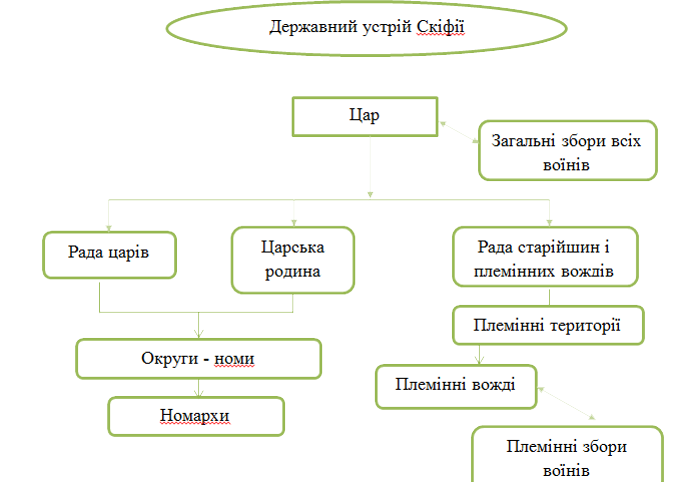 Державний устрій Скіфії
Цар
Загальні збори всіх
воїнів
Рада царів
Царська
родина
Рада старійшин і
племінних вождів
Племінні території
Округи - номи
Племінні вожді
Номархи
Племінні збори
воїнів